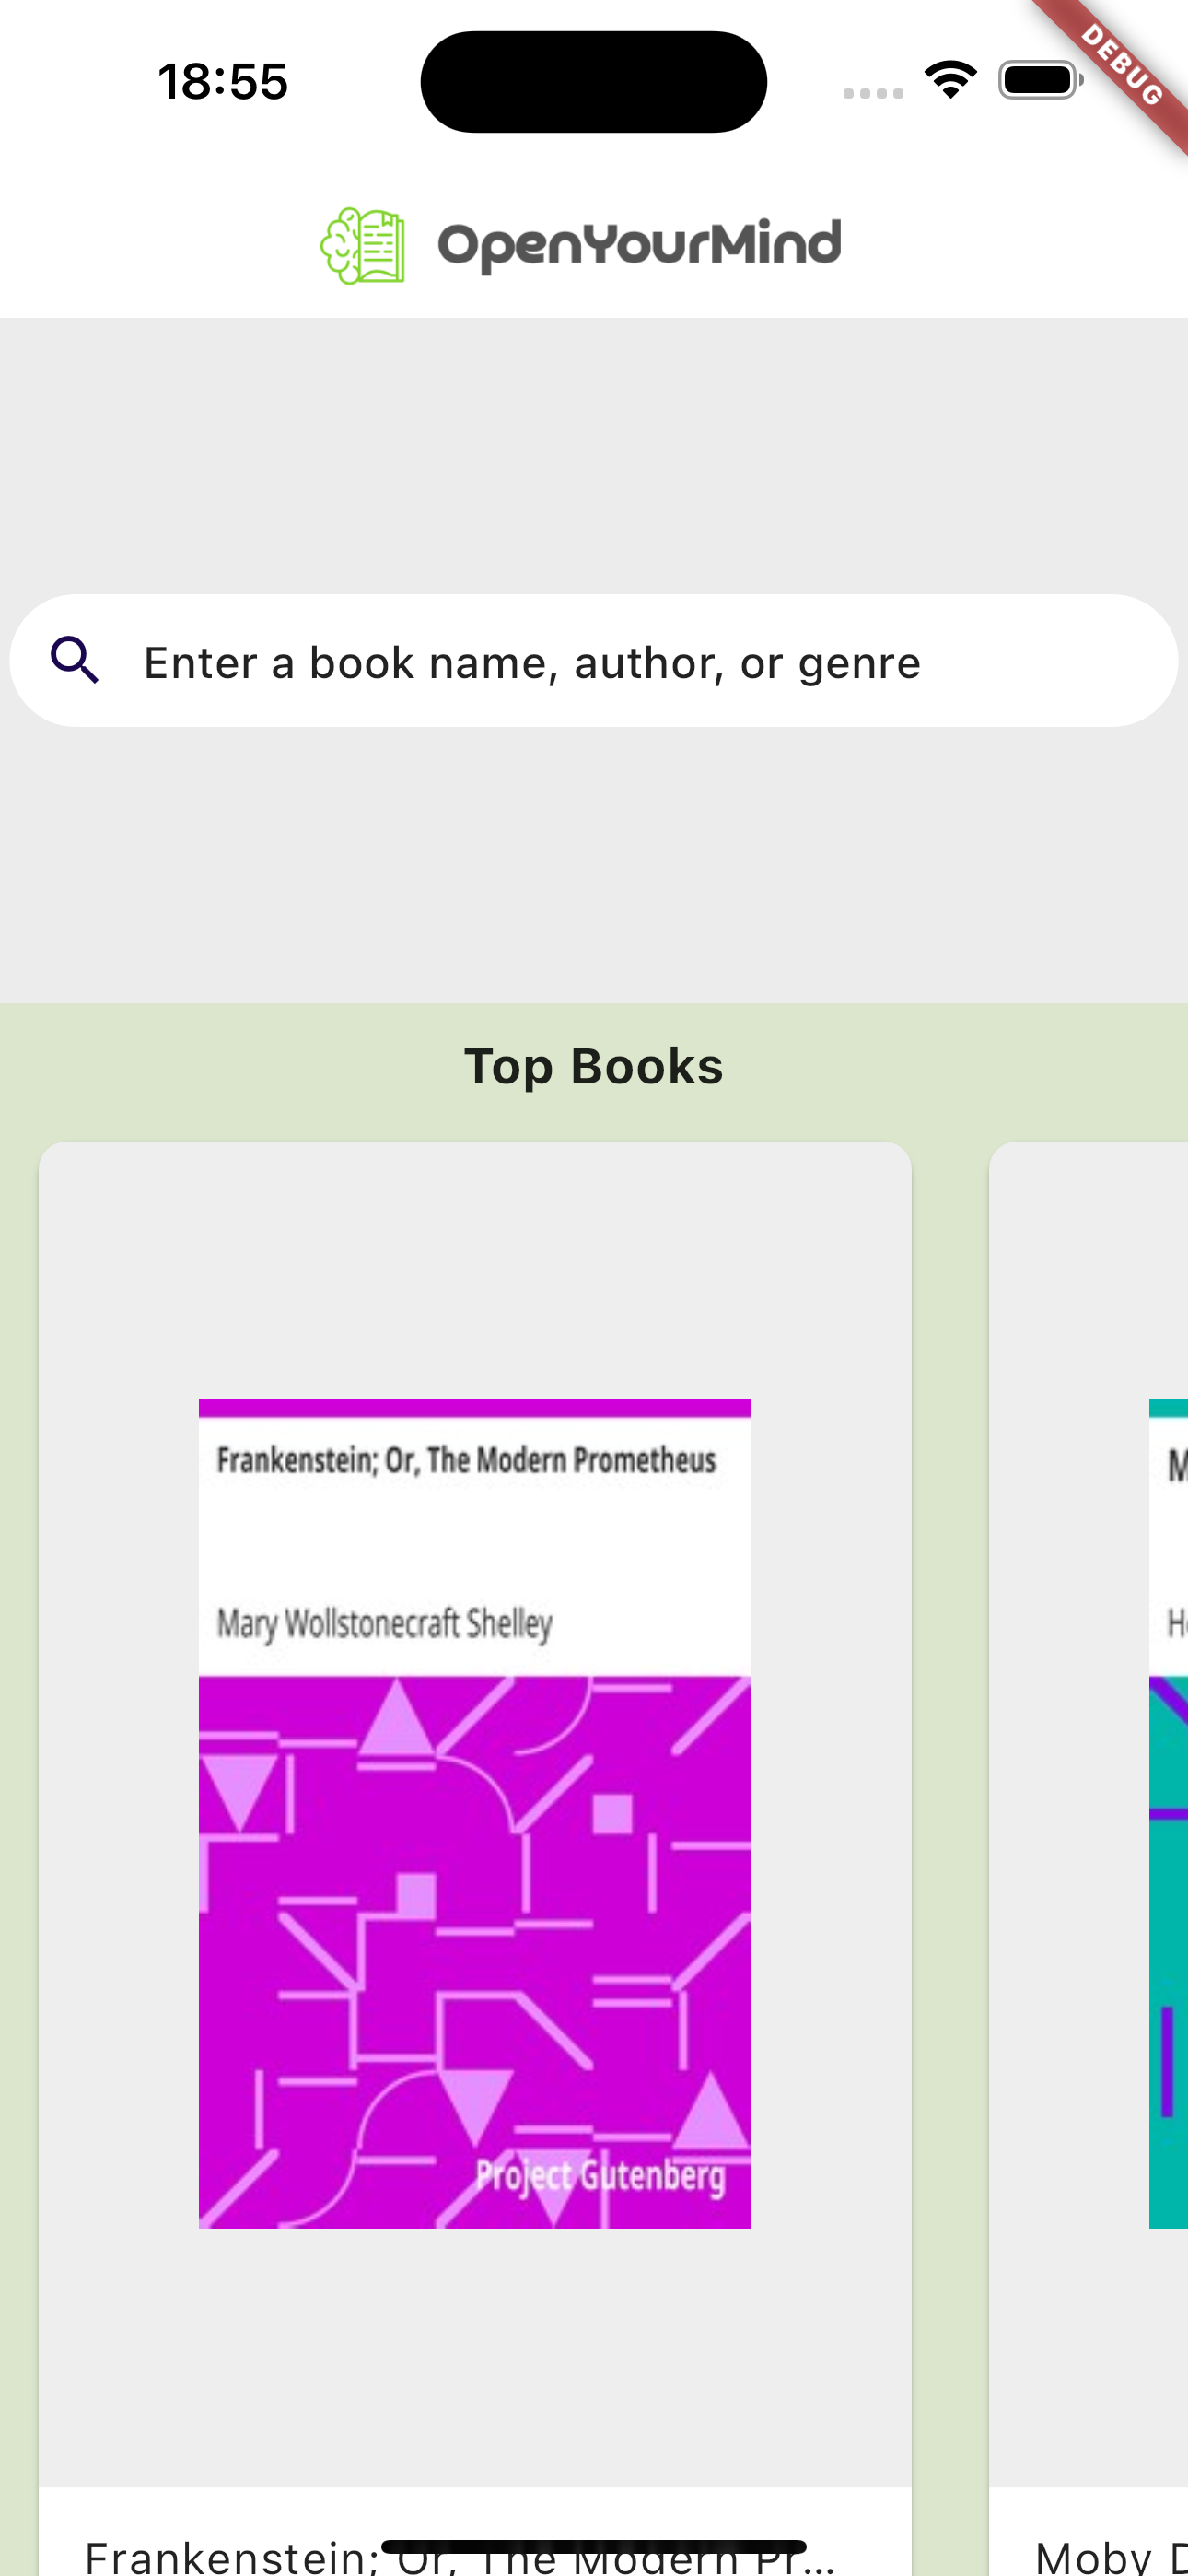 18:55
DEBUG
OpenYourMind
Enter a book name, author, or genre
Top Books
Frankenstein; Or, The Modern Prometheus
Mary Wollstonecraft Shelley
Project Gutenberg
Frankenstein; Or, The Modern Pr...
Moby D